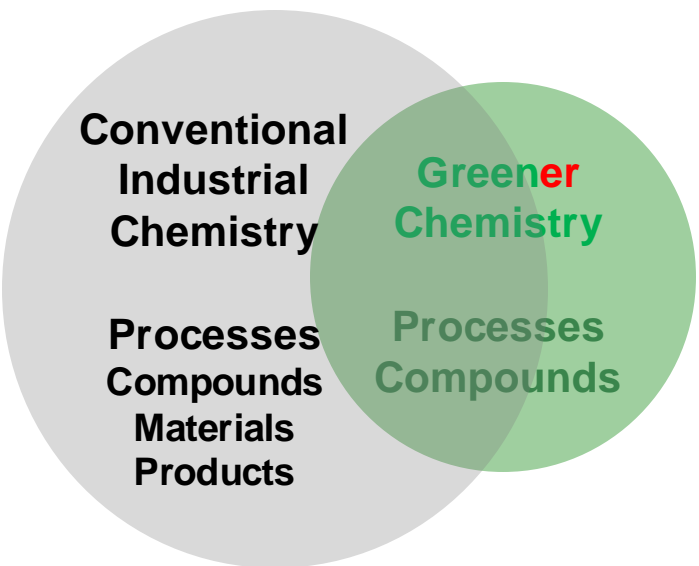 Conventional
Industrial
Chemistry
Processes
Compounds
Materials
Products
Greener
Chemistry
Processes
Compounds